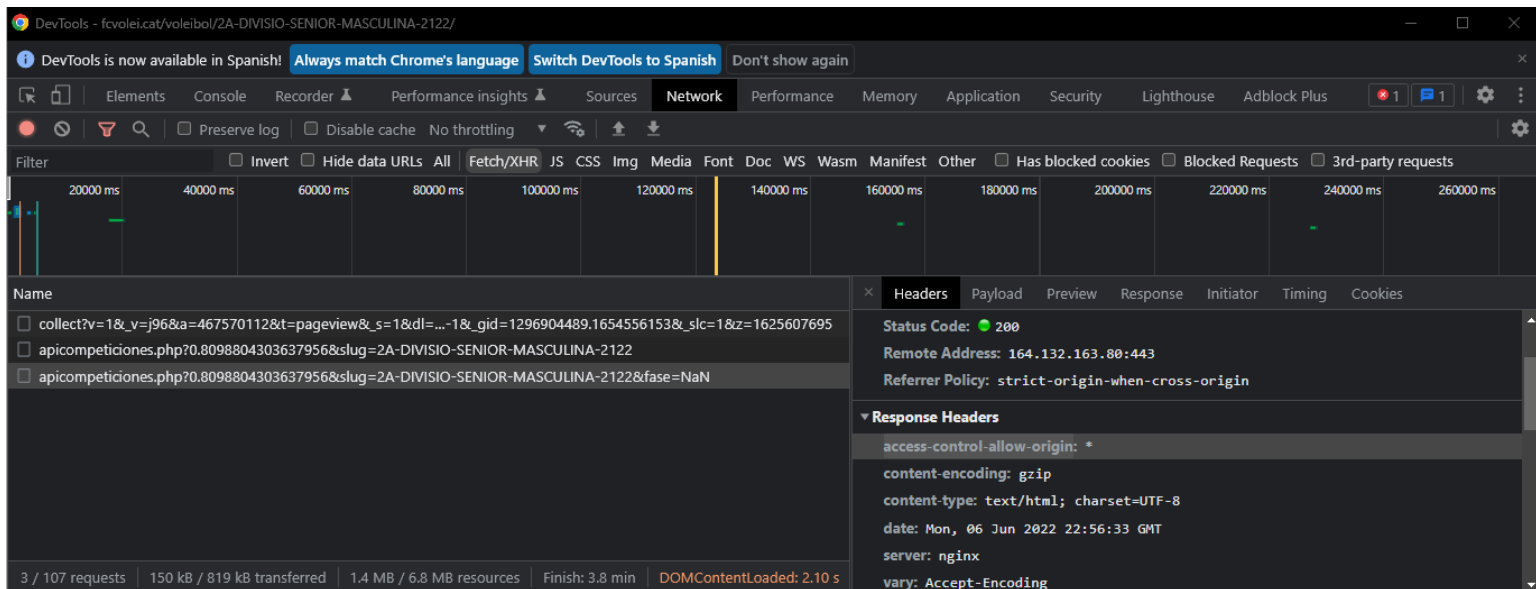 DevTools - fcvolei.cat/voleibol/2A-DIVISIO-SENIOR-MASCULINA-2122/
DevTools is now available in Spanish! Always match Chrome's language Switch DevTools to Spanish Don't show again
Elements Console Recorder Performance insights Sources Network Performance Memory Application Security Lighthouse Adblock Plus 1 1
Preserve log Disable cache No throttling
Filter Invert Hide data URLs All Fetch/XHR JS CSS Img Media Font Doc WS Wasm Manifest Other Has blocked cookies Blocked Requests 3rd-party requests
20000 ms 40000 ms 60000 ms 80000 ms 100000 ms 120000 ms 140000 ms 160000 ms 180000 ms 200000 ms 220000 ms 240000 ms 260000 ms
Name
collect?v=1&_v=j96&a=467570112&t=pageview&_s=1&dl=...-1&_gid=1296904489.1654556153&_slc=1&z=1625607695
apicompeticiones.php?0.8098804303637956&slug=2A-DIVISIO-SENIOR-MASCULINA-2122
apicompeticiones.php?0.8098804303637956&slug=2A-DIVISIO-SENIOR-MASCULINA-2122&fase=NaN
3 / 107 requests 150 kB / 819 kB transferred 1.4 MB / 6.8 MB resources Finish: 3.8 min DOMContentLoaded: 2.10 s
Headers Payload Preview Response Initiator Timing Cookies
Status Code: 200
Remote Address: 164.132.163.80:443
Referrer Policy: strict-origin-when-cross-origin
Response Headers
access-control-allow-origin: *
content-encoding: gzip
content-type: text/html; charset=UTF-8
date: Mon, 06 Jun 2022 22:56:33 GMT
server: nginx
vary: Accept-Encoding